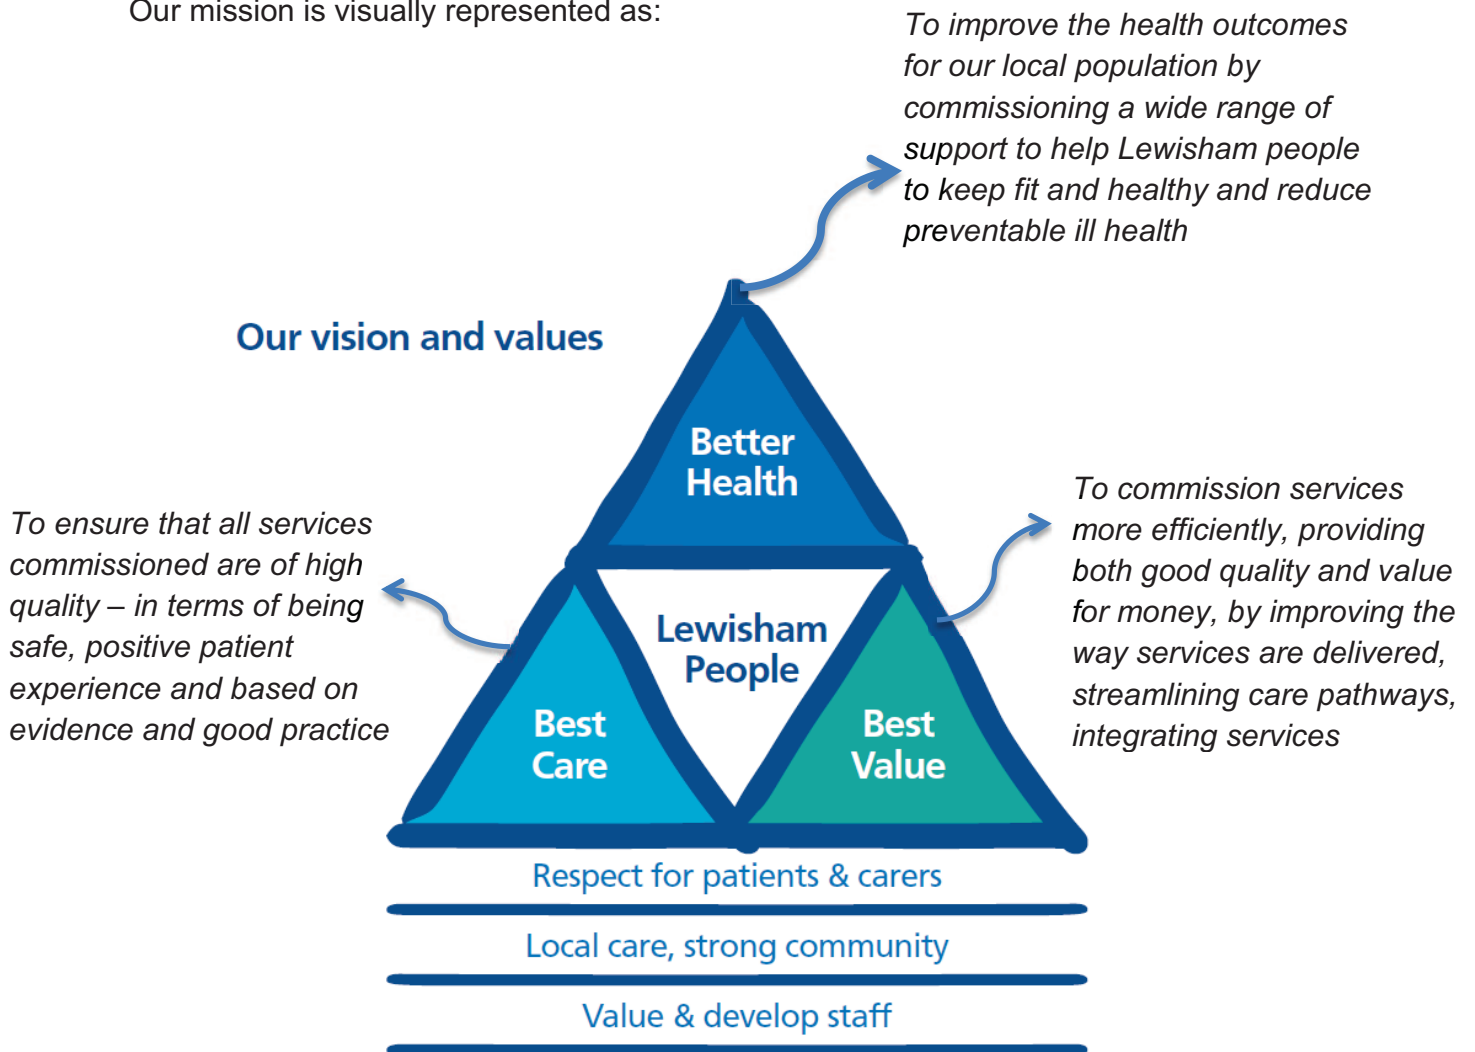 Our mission is visually represented as:
To improve the health outcomes
for our local population by
commissioning a wide range of
support to help Lewisham people
to keep fit and healthy and reduce
preventable ill health
Our vision and values
Better
Health
To ensure that all services
commissioned are of high
quality – in terms of being
safe, positive patient
experience and based on
evidence and good practice
Lewisham
People
To commission services
more efficiently, providing
both good quality and value
for money, by improving the
way services are delivered,
streamlining care pathways,
integrating services
Best
Care
Best
Value
Respect for patients & carers
Local care, strong community
Value & develop staff